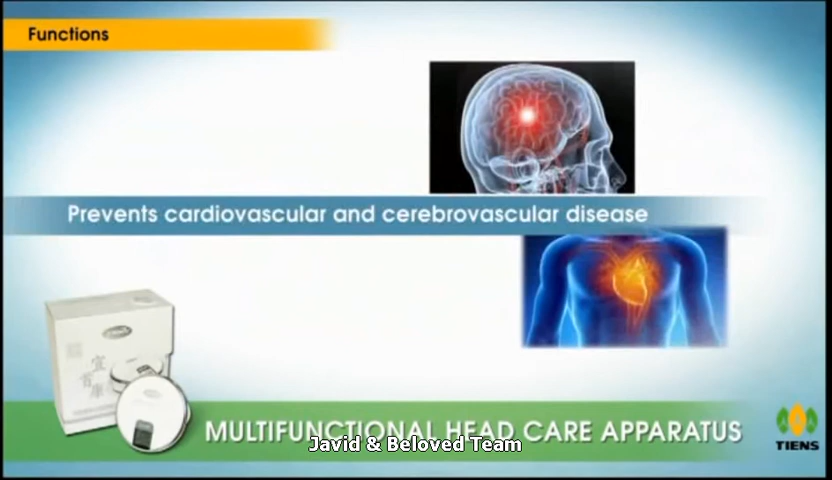 Functions
Prevents cardiovascular and cerebrovascular disease
MULTIFUNCTIONAL HEAD CARE APPARATUS
Javid & Beloved Team
TIENS